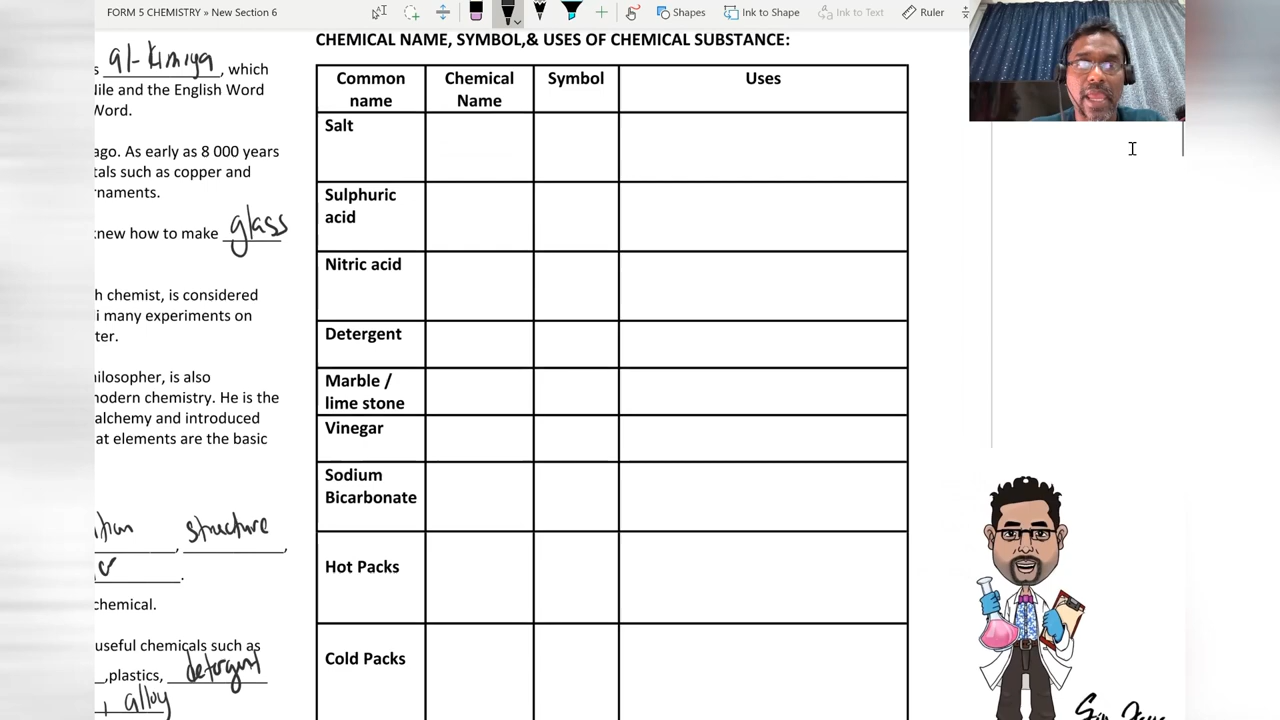 FORM 5 CHEMISTRY » New Section 6
Shapes
Ink to Shape
Ink to Text
Ruler
s al-kimiya, which
Nile and the English Word
Word.
ago. As early as 8 000 years
tals such as copper and
rnaments.
knew how to make glass
h chemist, is considered
i many experiments on
ter.
ilosopher, is also
modern chemistry. He is the
alchemy and introduced
at elements are the basic
structure,
chemical.
useful chemicals such as
,plastics, detergent
, alloy
CHEMICAL NAME, SYMBOL,& USES OF CHEMICAL SUBSTANCE:
Common name
Chemical Name
Symbol
Uses
Salt
Sulphuric
acid
Nitric acid
Detergent
Marble /
lime stone
Vinegar
Sodium
Bicarbonate
Hot Packs
Cold Packs